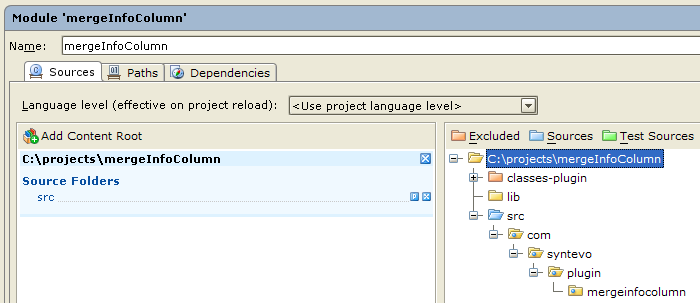 Module 'mergeInfoColumn'
Name: mergeInfoColumn
Sources Paths Dependencies
Language level (effective on project reload): <Use project language level>
Add Content Root
C:\projects\mergeInfoColumn
Source Folders
src
Excluded Sources Test Sources
C:\projects\mergeInfoColumn
classes-plugin
lib
src
com
syntevo
plugin
mergeinfocolumn